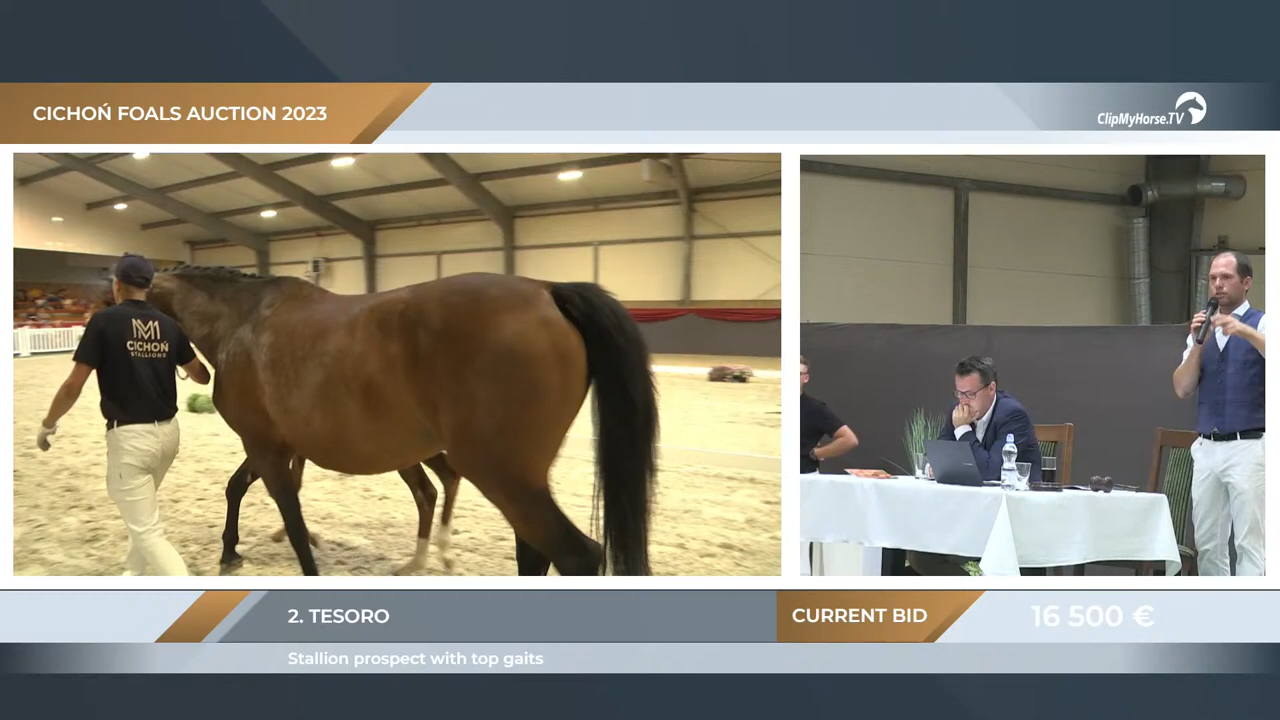 CICHOŃ FOALS AUCTION 2023
ClipMyHorse.TV
CICHOŃ
STALLIONS
2. TESORO
CURRENT BID
16 500 €
Stallion prospect with top gaits